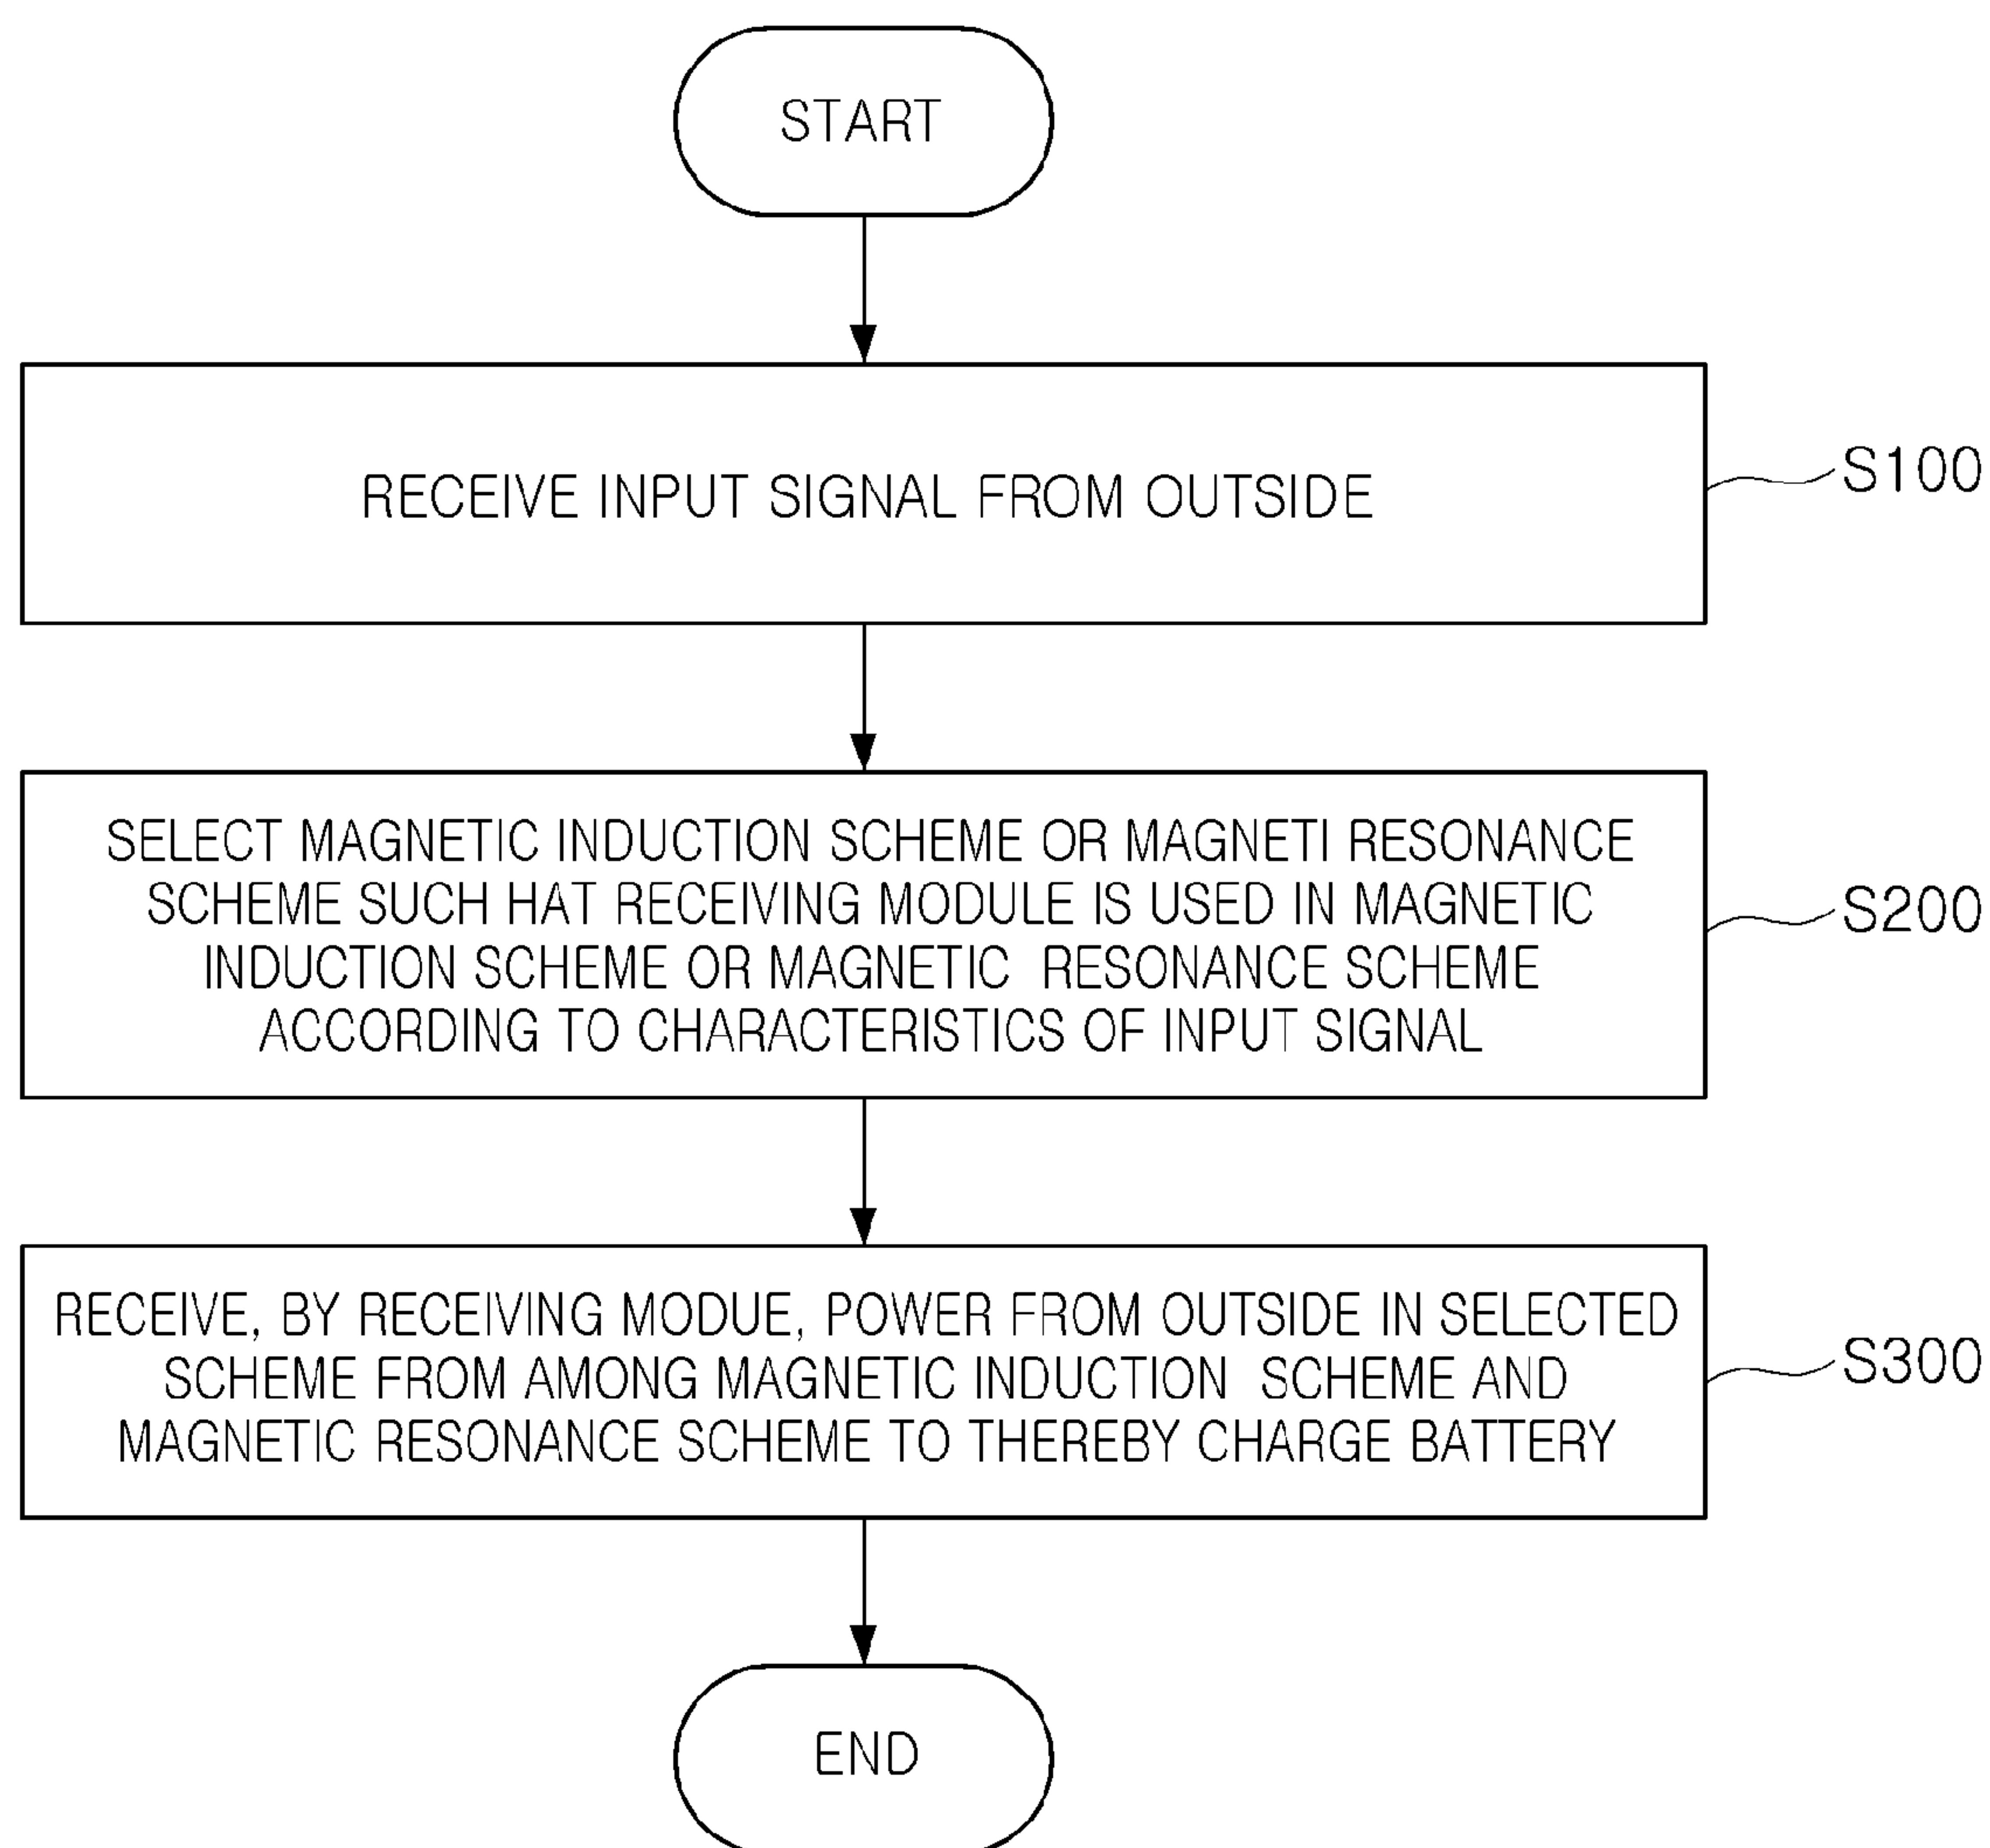 START
RECEIVE INPUT SIGNAL FROM OUTSIDE
S100
SELECT MAGNETIC INDUCTION SCHEME OR MAGNETI RESONANCE
SCHEME SUCH HAT RECEIVING MODULE IS USED IN MAGNETIC
INDUCTION SCHEME OR MAGNETIC RESONANCE SCHEME
ACCORDING TO CHARACTERISTICS OF INPUT SIGNAL
S200
RECEIVE, BY RECEIVING MODUE, POWER FROM OUTSIDE IN SELECTED
SCHEME FROM AMONG MAGNETIC INDUCTION SCHEME AND
MAGNETIC RESONANCE SCHEME TO THEREBY CHARGE BATTERY
S300
END